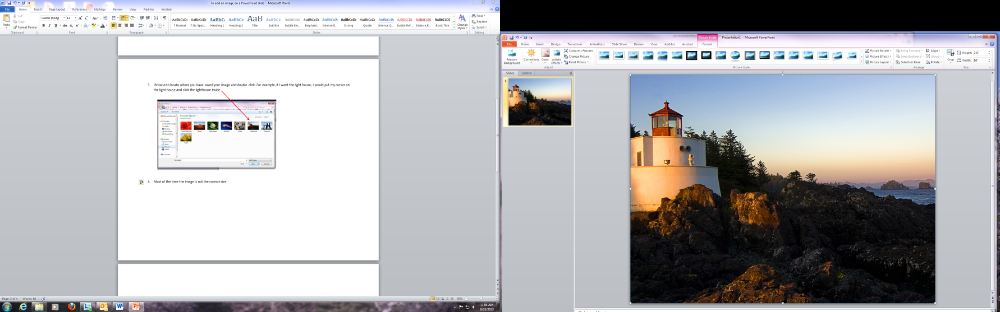 To add an image on a PowerPoint slide - Microsoft Word
File Home Insert Page Layout References Mailings Review View Add-Ins Acrobat
Paste
Cut
Copy
Format Painter
Clipboard
Calibri (Body) 11
Font
Paragraph
AaBbCcDc AaBbCcDc AaBbCc AaBbCc AaB AaBbCc. AaBbCcDc AaBbCcDc AaBbCcDc AaBbCcDc AaBbCcDc AaBbCcDc AaBbCcDc AaBbCcDc AaBbCcDc
¶ Normal ¶ No Spaci... Heading 1 Heading 2 Title Subtitle Subtle Em... Emphasis Intense E... Strong Quote Intense Q... Subtle Ref... Intense R... Book Title
Change Styles
Styles
Find
Replace
Select
Editing
3. Browse to locate where you have saved your image and double click. For example, if I want the light house, I would put my cursor on
the light house and click the lighthouse twice
Pictures library
Open Cancel
4. Most of the time the image is not the correct size
Page: 2 of 4 Words: 86 95%
11:04 AM
8/22/2013
Picture Tools Presentation1 - Microsoft PowerPoint
File Home Insert Design Transitions Animations Slide Show Review View Add-Ins Acrobat Format
Remove Background
Corrections
Color
Artistic Effects
Compress Pictures
Change Picture
Reset Picture
Adjust
Picture Styles
Picture Border
Picture Effects
Picture Layout
Bring Forward
Send Backward
Selection Pane
Align
Group
Rotate
Arrange
Crop
Height: 7.5"
Width: 10"
Size
Slides Outline
1